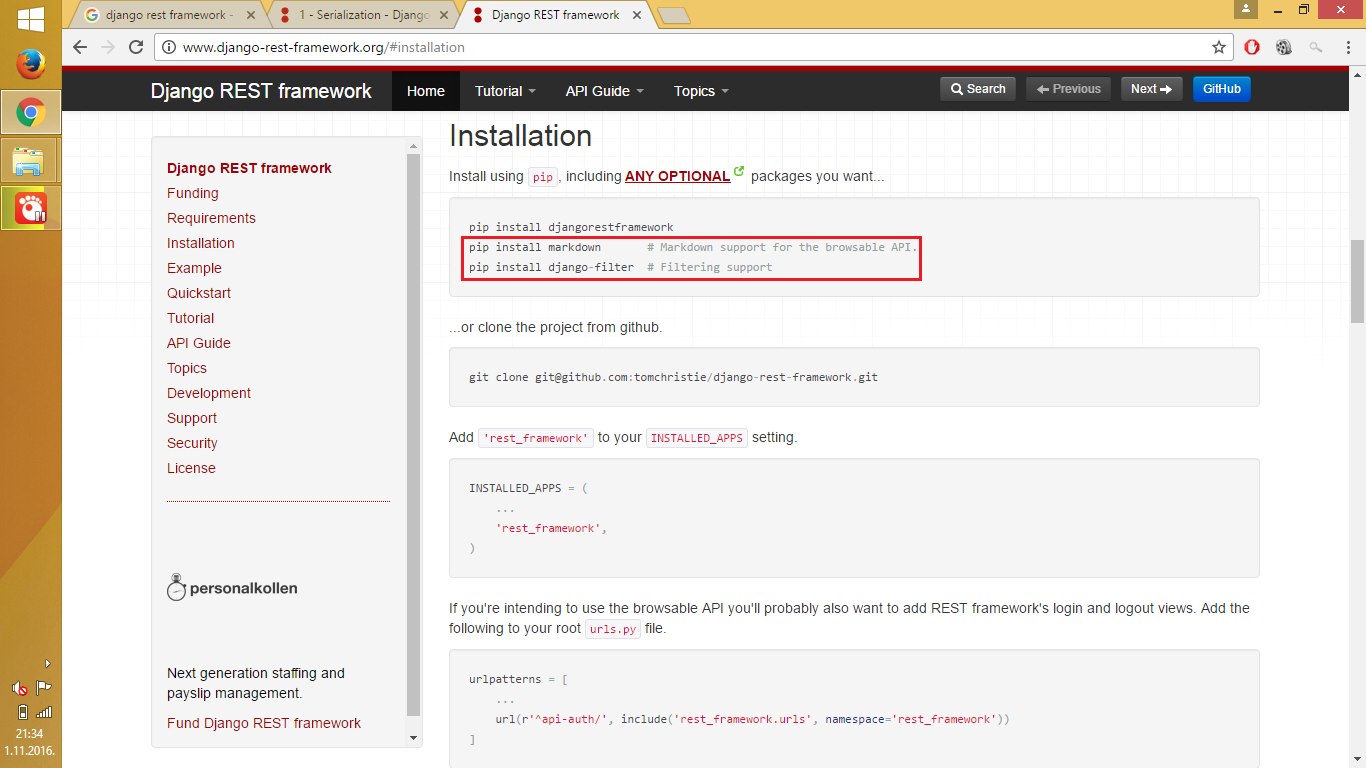 django rest framework -
1 - Serialization - Django
Django REST framework
www.django-rest-framework.org/#installation
Django REST framework
Home
Tutorial
API Guide
Topics
Search
Previous
Next
GitHub
Django REST framework
Funding
Requirements
Installation
Example
Quickstart
Tutorial
API Guide
Topics
Development
Support
Security
License
personalkollen
Next generation staffing and
payslip management.
Fund Django REST framework
Installation
Install using pip, including ANY OPTIONAL packages you want...
pip install djangorestframework
pip install markdown       # Markdown support for the browsable API.
pip install django-filter  # Filtering support
...or clone the project from github.
git clone git@github.com:tomchristie/django-rest-framework.git
Add 'rest_framework' to your INSTALLED_APPS setting.
INSTALLED_APPS = (
    ...
    'rest_framework',
)
If you're intending to use the browsable API you'll probably also want to add REST framework's login and logout views. Add the
following to your root urls.py file.
urlpatterns = [
    ...
    url(r'^api-auth/', include('rest_framework.urls', namespace='rest_framework'))
]
21:34
1.11.2016.